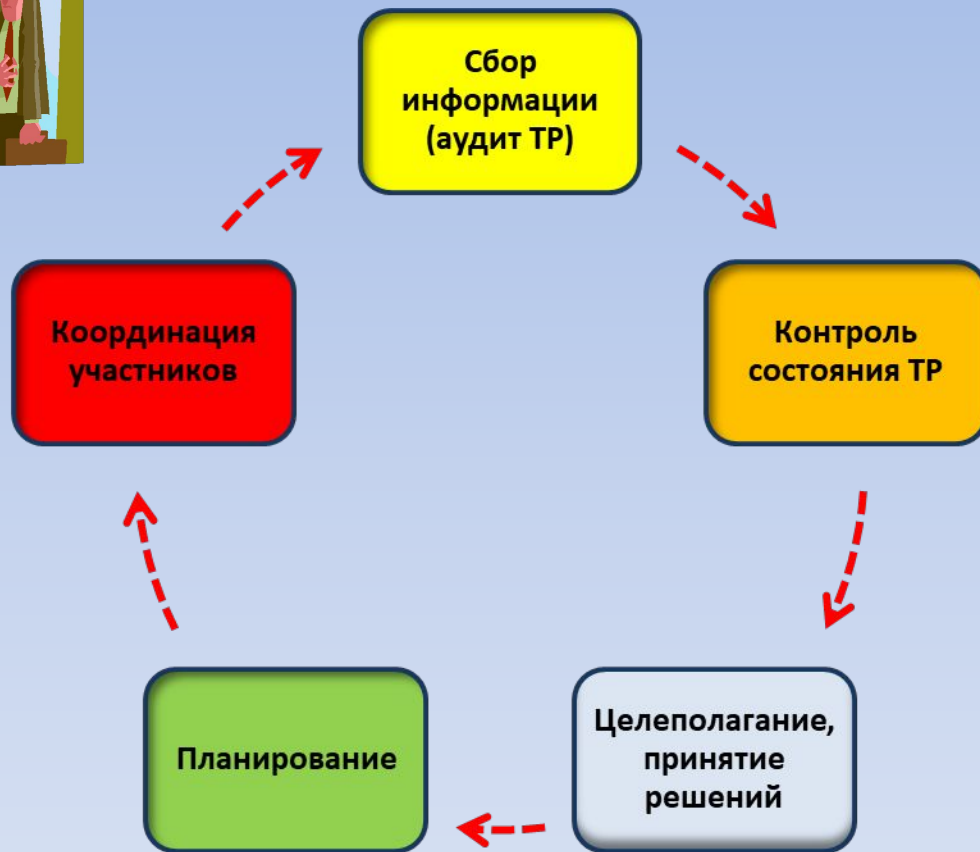 Сбор
информации
(аудит ТР)
Контроль
состояния ТР
Целеполагание,
принятие
решений
Планирование
Координация
участников